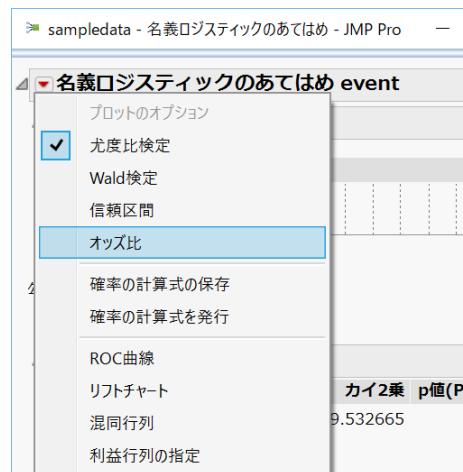 sampledata - 名義ロジスティックのあてはめ - JMP Pro
名義ロジスティックのあてはめ event
プロットのオプション
尤度比検定
Wald検定
信頼区間
オッズ比
確率の計算式の保存
確率の計算式を発行
ROC曲線
リフトチャート
カイ2乗 p値(P
混同行列
9.532665
利益行列の指定